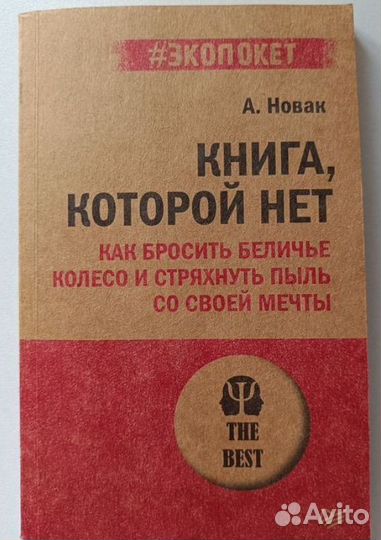 #ЭКОПОКЕТ
А. Новак
КНИГА,
КОТОРОЙ НЕТ
КАК БРОСИТЬ БЕЛИЧЬЕ
КОЛЕСО И СТРЯХНУТЬ ПЫЛЬ
СО СВОЕЙ МЕЧТЫ
Ψ
THE
BEST
Avito